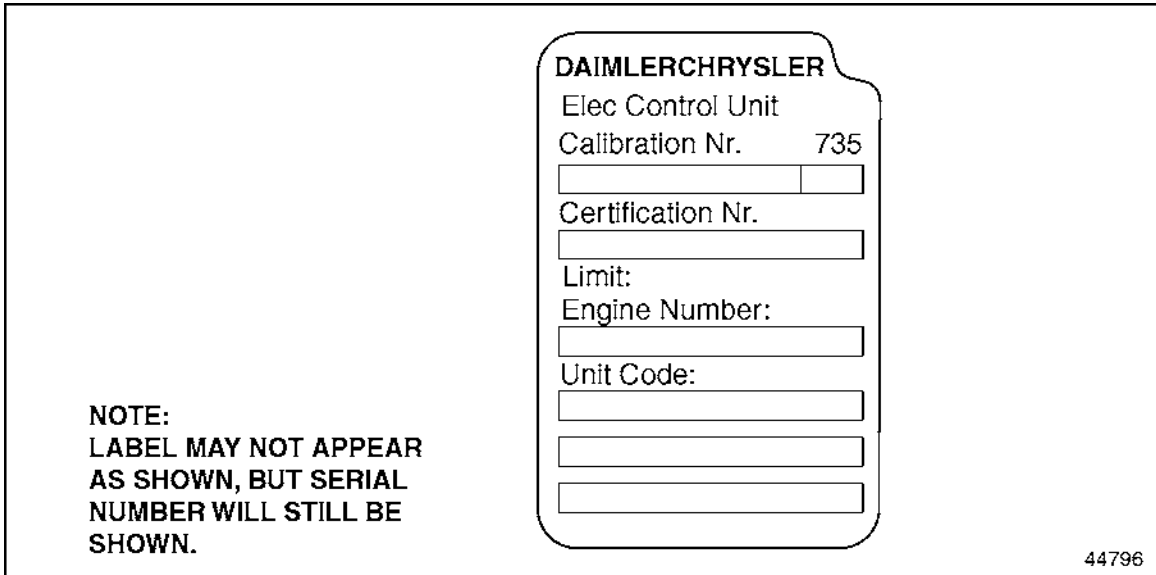 DAIMLERCHRYSLER
Elec Control Unit
Calibration Nr. 735
Certification Nr.
Limit:
Engine Number:
Unit Code:
NOTE:
LABEL MAY NOT APPEAR
AS SHOWN, BUT SERIAL
NUMBER WILL STILL BE
SHOWN.
44796